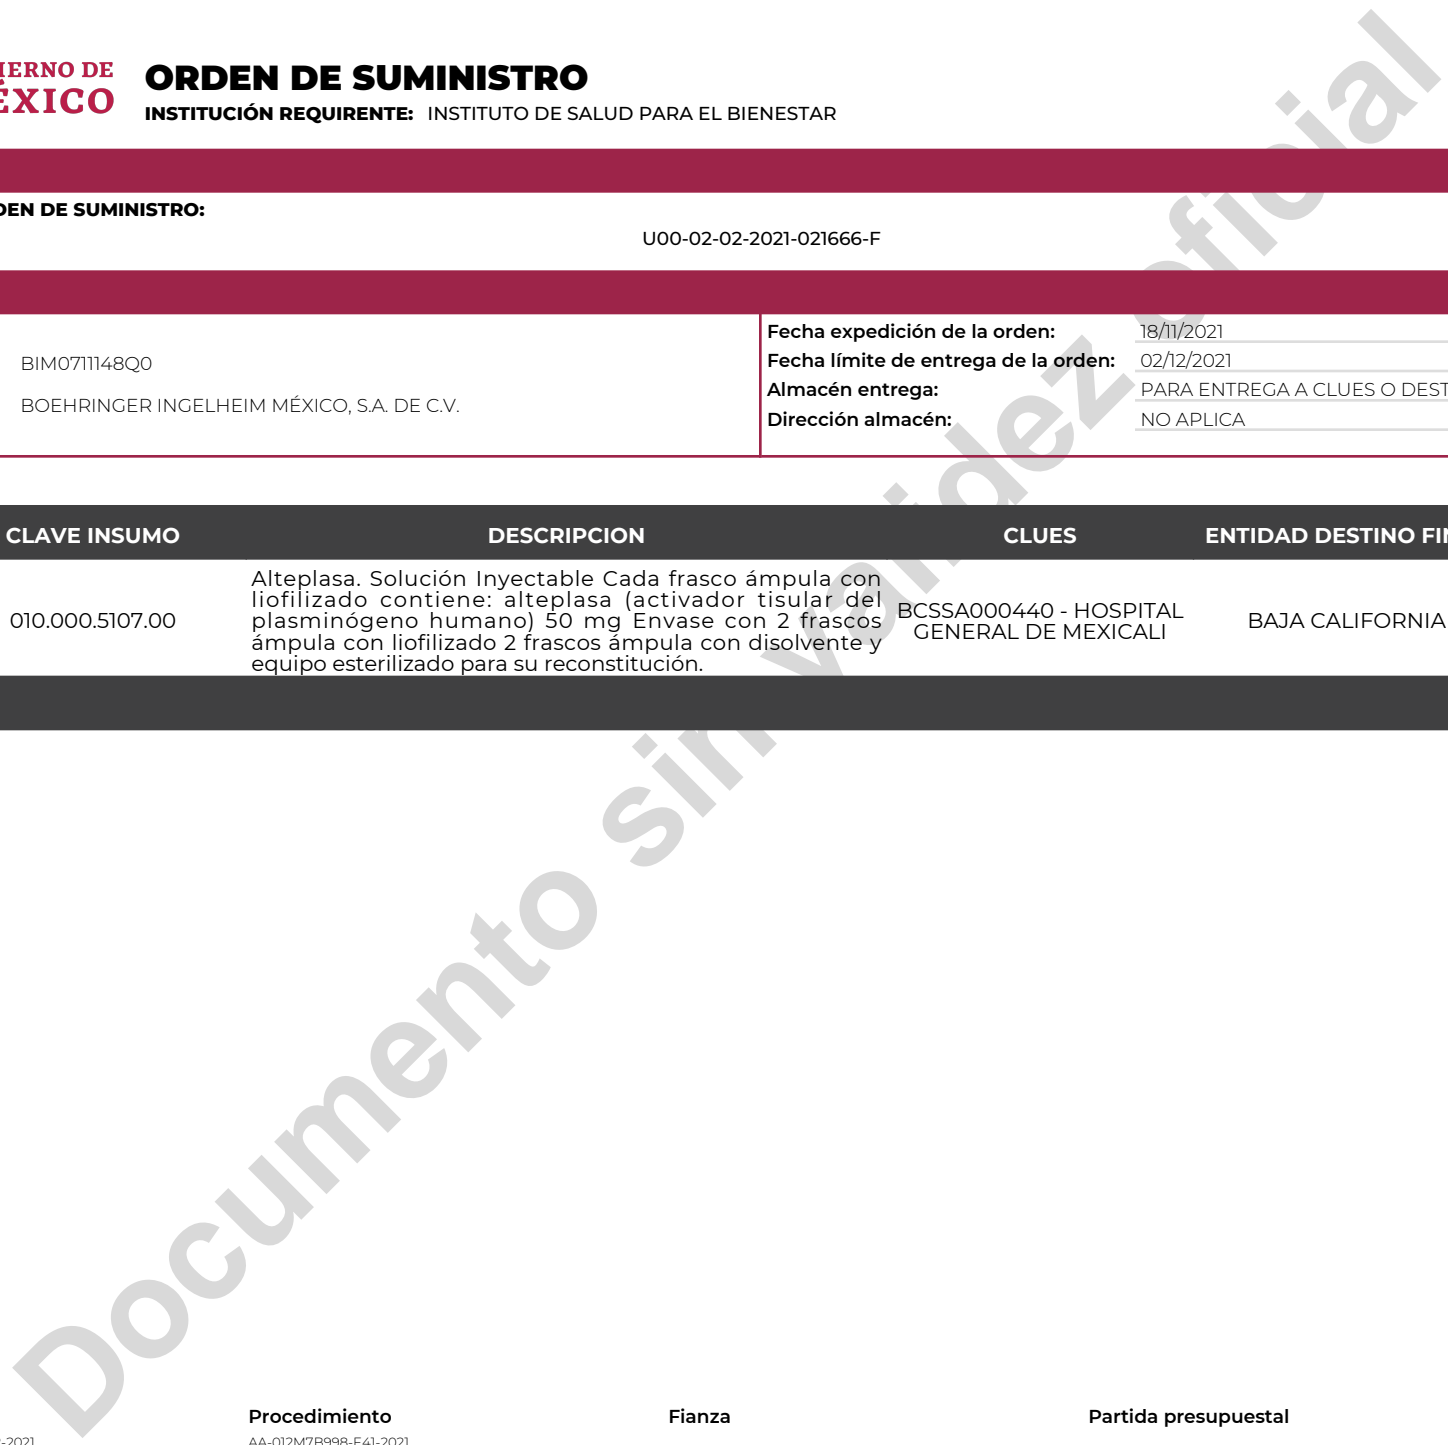 IERNO DE
ÉXICO
ORDEN DE SUMINISTRO
INSTITUCIÓN REQUIRENTE: INSTITUTO DE SALUD PARA EL BIENESTAR
DEN DE SUMINISTRO:
U00-02-02-2021-021666-F
BIM0711148Q0
BOEHRINGER INGELHEIM MÉXICO, S.A. DE C.V.
Fecha expedición de la orden: 18/11/2021
Fecha límite de entrega de la orden: 02/12/2021
Almacén entrega: PARA ENTREGA A CLUES O DEST
Dirección almacén: NO APLICA
CLAVE INSUMO DESCRIPCION CLUES ENTIDAD DESTINO FIN
010.000.5107.00
Alteplasa. Solución Inyectable Cada frasco ámpula con
liofilizado contiene: alteplasa (activador tisular del
plasminógeno humano) 50 mg Envase con 2 frascos
ámpula con liofilizado 2 frascos ámpula con disolvente y
equipo esterilizado para su reconstitución.
BCSSA000440 - HOSPITAL
GENERAL DE MEXICALI
BAJA CALIFORNIA
Documento sin validez oficial
Procedimiento Fianza Partida presupuestal
-2021 AA-012M7B998-E41-2021